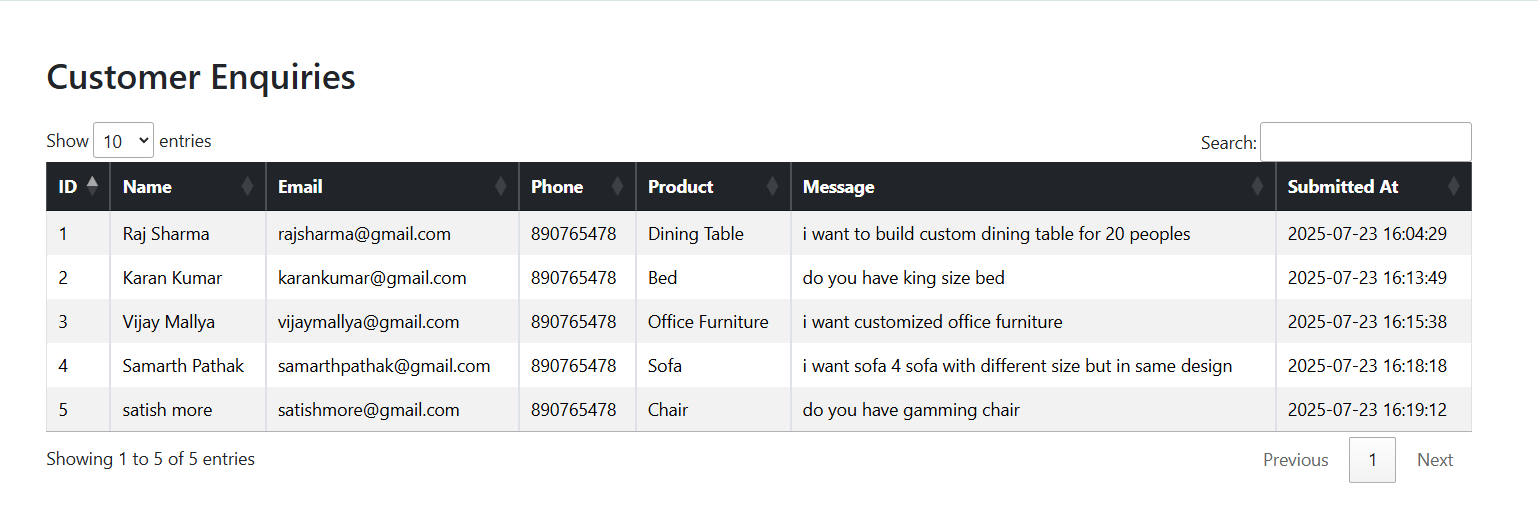 Customer Enquiries
Show 10 entries Search:
ID Name Email Phone Product Message Submitted At
1 Raj Sharma rajsharma@gmail.com 890765478 Dining Table i want to build custom dining table for 20 peoples 2025-07-23 16:04:29
2 Karan Kumar karankumar@gmail.com 890765478 Bed do you have king size bed 2025-07-23 16:13:49
3 Vijay Mallya vijaymallya@gmail.com 890765478 Office Furniture i want customized office furniture 2025-07-23 16:15:38
4 Samarth Pathak samarthpathak@gmail.com 890765478 Sofa i want sofa 4 sofa with different size but in same design 2025-07-23 16:18:18
5 satish more satishmore@gmail.com 890765478 Chair do you have gamming chair 2025-07-23 16:19:12
Showing 1 to 5 of 5 entries Previous 1 Next